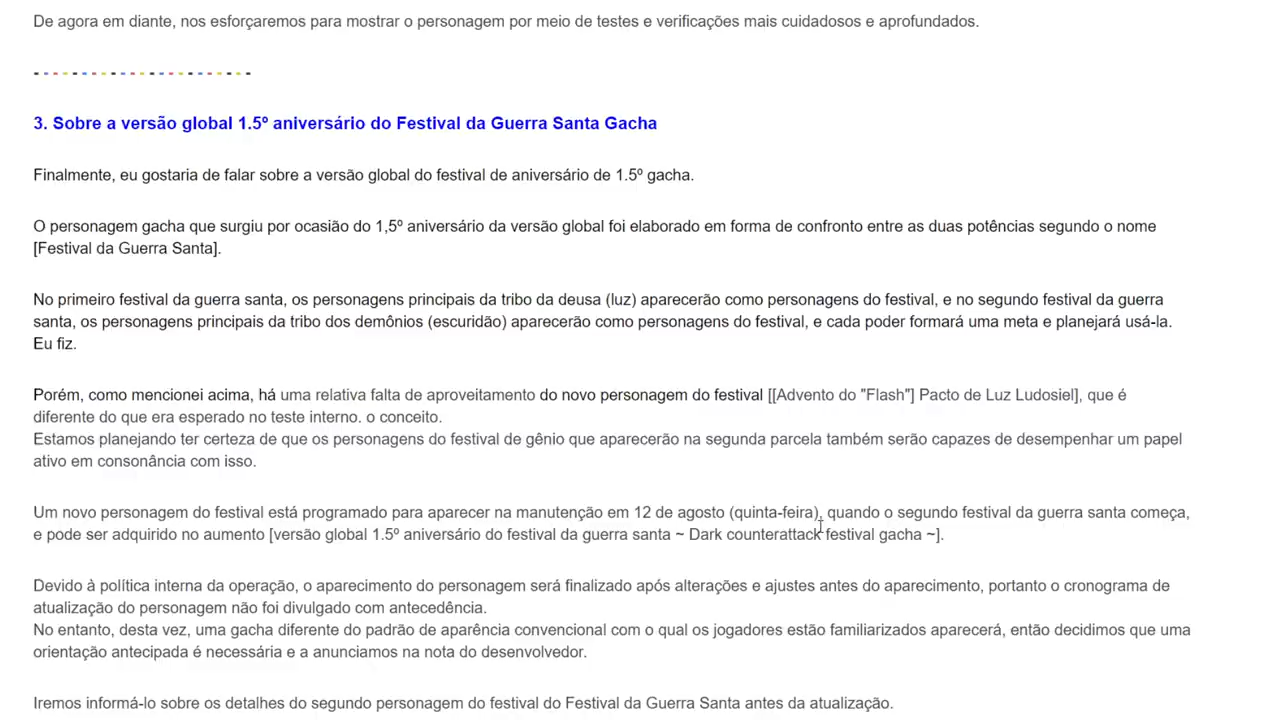 De agora em diante, nos esforçaremos para mostrar o personagem por meio de testes e verificações mais cuidadosos e aprofundados.
3. Sobre a versão global 1.5º aniversário do Festival da Guerra Santa Gacha
Finalmente, eu gostaria de falar sobre a versão global do festival de aniversário de 1.5º gacha.
O personagem gacha que surgiu por ocasião do 1,5º aniversário da versão global foi elaborado em forma de confronto entre as duas potências segundo o nome
[Festival da Guerra Santa].
No primeiro festival da guerra santa, os personagens principais da tribo da deusa (luz) aparecerão como personagens do festival, e no segundo festival da guerra
santa, os personagens principais da tribo dos demônios (escuridão) aparecerão como personagens do festival, e cada poder formará uma meta e planejará usá-la.
Eu fiz.
Porém, como mencionei acima, há uma relativa falta de aproveitamento do novo personagem do festival [[Advento do "Flash"] Pacto de Luz Ludosiel], que é
diferente do que era esperado no teste interno. o conceito.
Estamos planejando ter certeza de que os personagens do festival de gênio que aparecerão na segunda parcela também serão capazes de desempenhar um papel
ativo em consonância com isso.
Um novo personagem do festival está programado para aparecer na manutenção em 12 de agosto (quinta-feira), quando o segundo festival da guerra santa começa,
e pode ser adquirido no aumento [versão global 1.5º aniversário do festival da guerra santa ~ Dark counterattack festival gacha ~].
Devido à política interna da operação, o aparecimento do personagem será finalizado após alterações e ajustes antes do aparecimento, portanto o cronograma de
atualização do personagem não foi divulgado com antecedência.
No entanto, desta vez, uma gacha diferente do padrão de aparência convencional com o qual os jogadores estão familiarizados aparecerá, então decidimos que uma
orientação antecipada é necessária e a anunciamos na nota do desenvolvedor.
Iremos informá-lo sobre os detalhes do segundo personagem do festival do Festival da Guerra Santa antes da atualização.